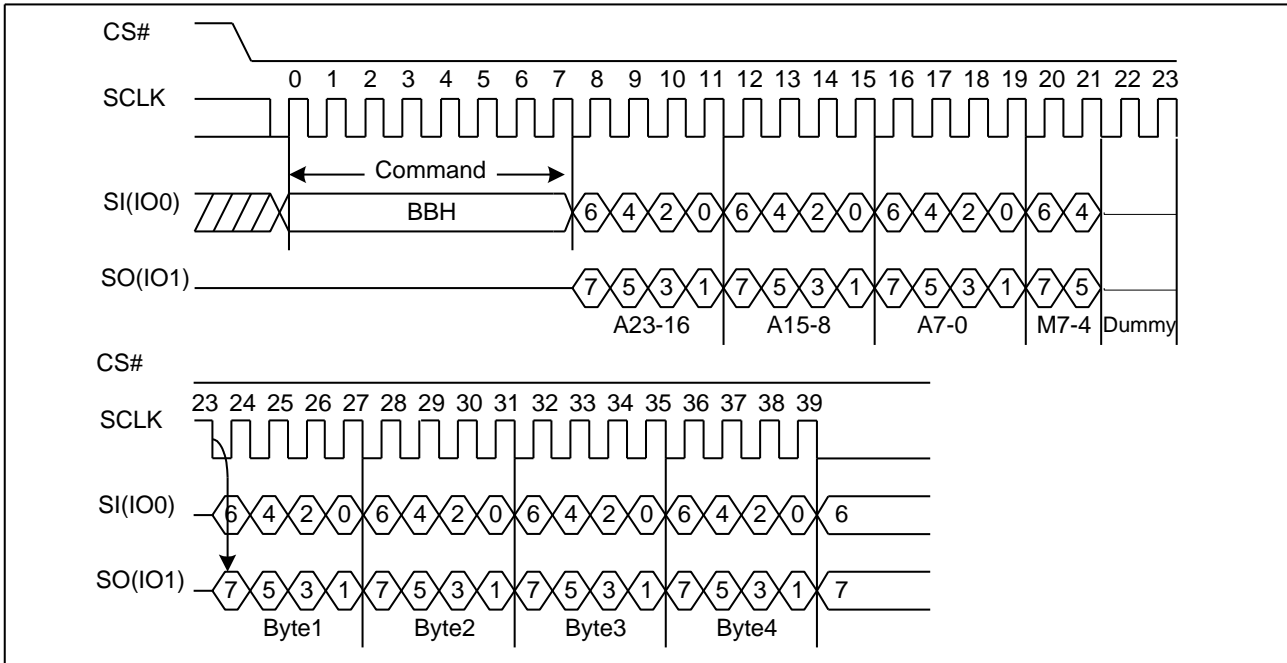 CS#
0 1 2 3 4 5 6 7 8 9 10 11 12 13 14 15 16 17 18 19 20 21 22 23
SCLK
Command
SI(IO0)
BBH 6 4 2 0 6 4 2 0 6 4 2 0 6 4
SO(IO1)
7 5 3 1 7 5 3 1 7 5 3 1 7 5
A23-16 A15-8 A7-0 M7-4 Dummy
CS#
23 24 25 26 27 28 29 30 31 32 33 34 35 36 37 38 39
SCLK
SI(IO0) 6 4 2 0 6 4 2 0 6 4 2 0 6 4 2 0 6
SO(IO1) 7 5 3 1 7 5 3 1 7 5 3 1 7 5 3 1 7
Byte1 Byte2 Byte3 Byte4